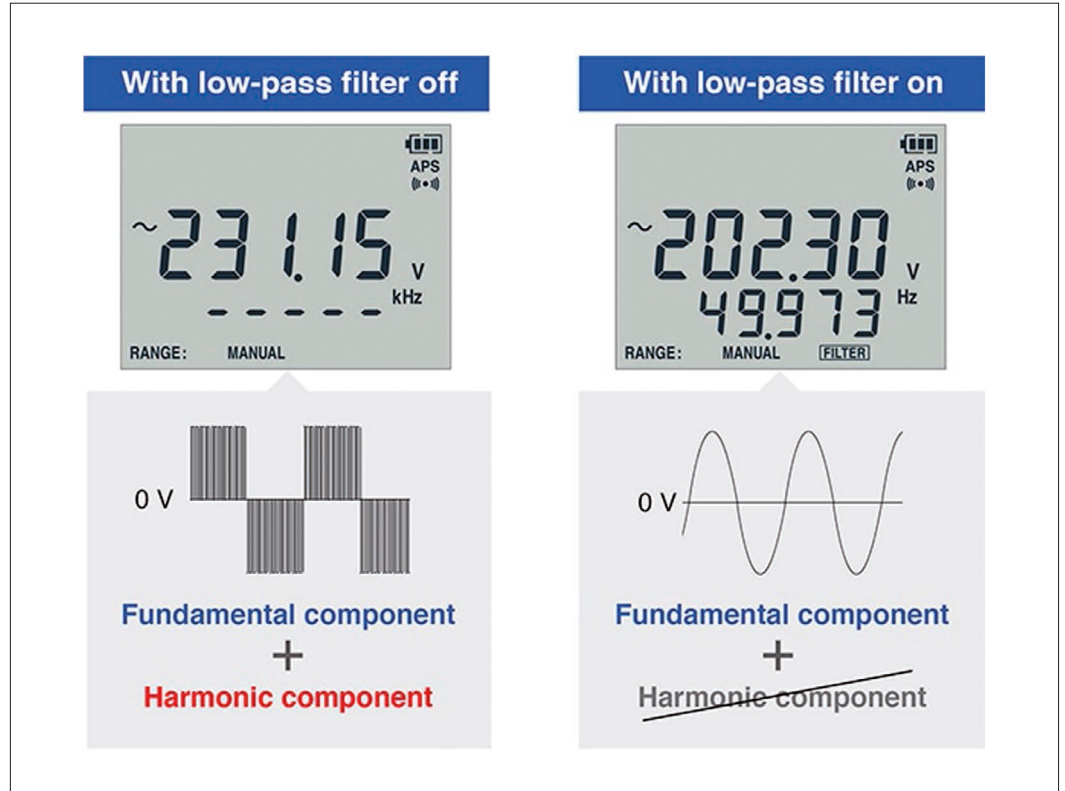 With low-pass filter off
APS
~231.15 V
----- kHz
RANGE: MANUAL
0 V
Fundamental component
+
Harmonic component
With low-pass filter on
APS
~202.30 V
49.973 Hz
RANGE: MANUAL FILTER
0 V
Fundamental component
+
Harmonic component